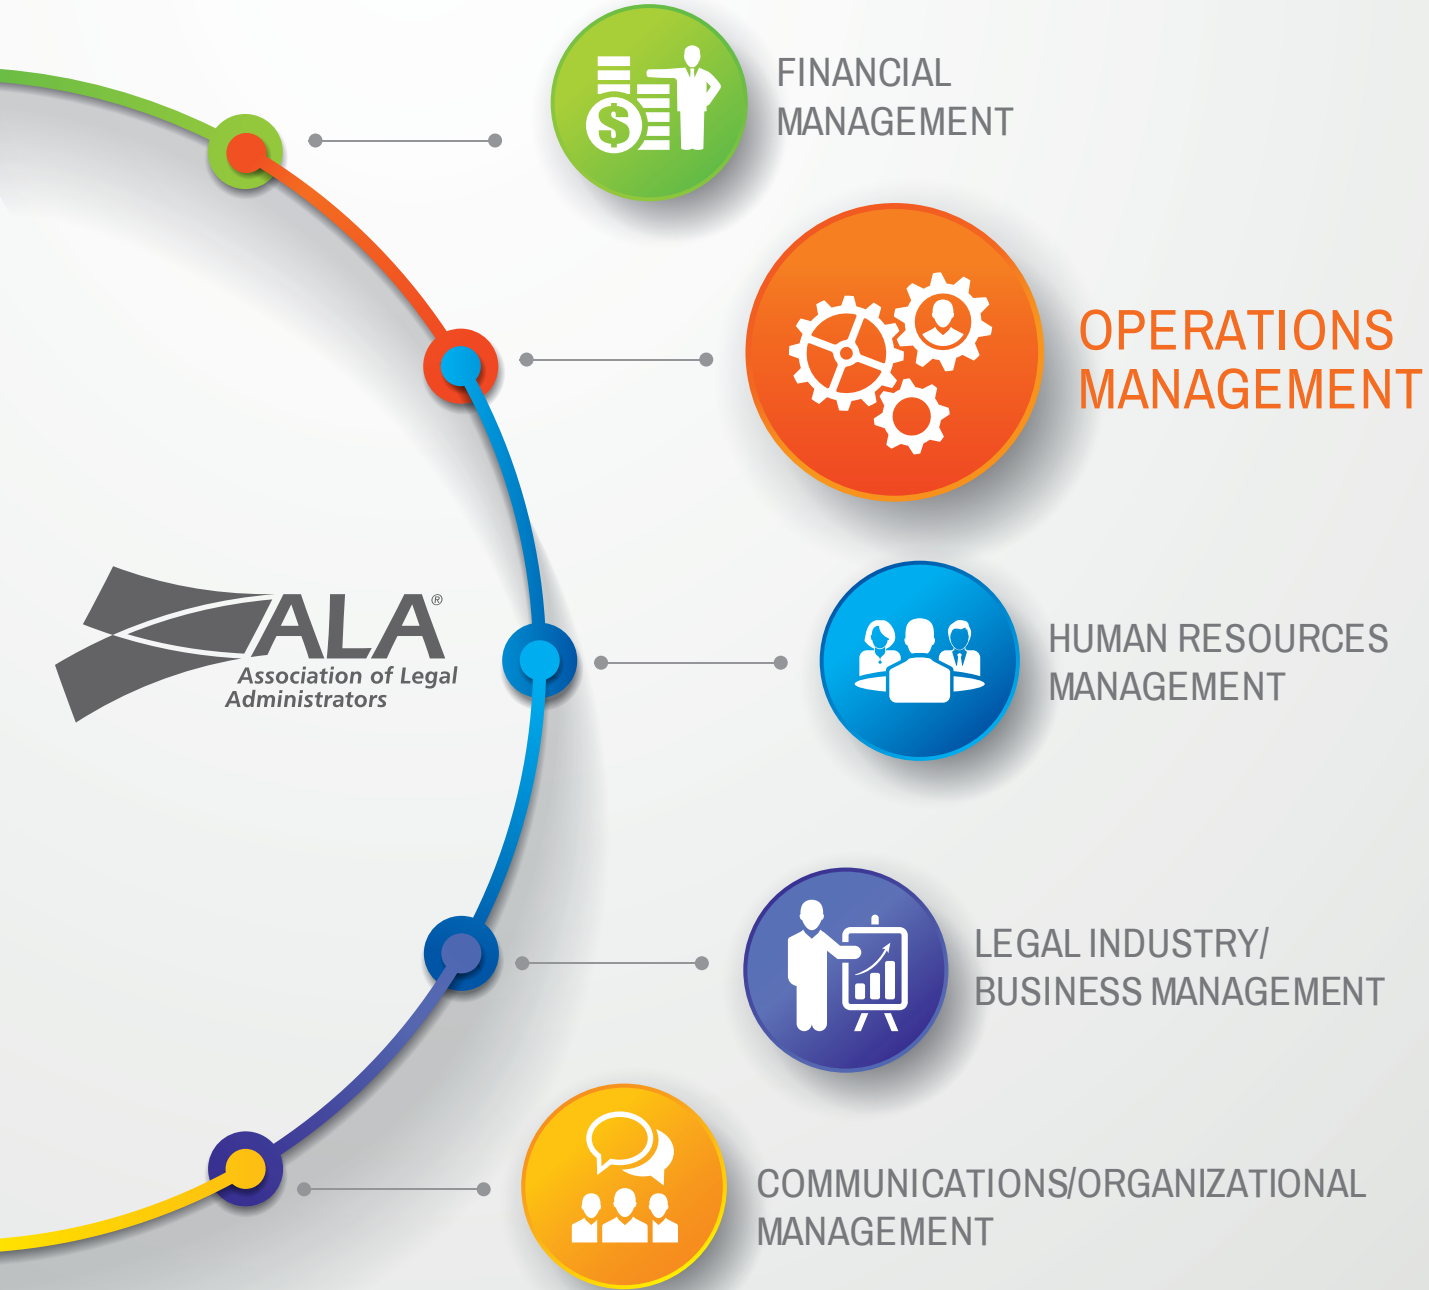 FINANCIAL
MANAGEMENT
$
OPERATIONS
MANAGEMENT
ALA®
Association of Legal
Administrators
HUMAN RESOURCES
MANAGEMENT
LEGAL INDUSTRY/
BUSINESS MANAGEMENT
COMMUNICATIONS/ORGANIZATIONAL
MANAGEMENT